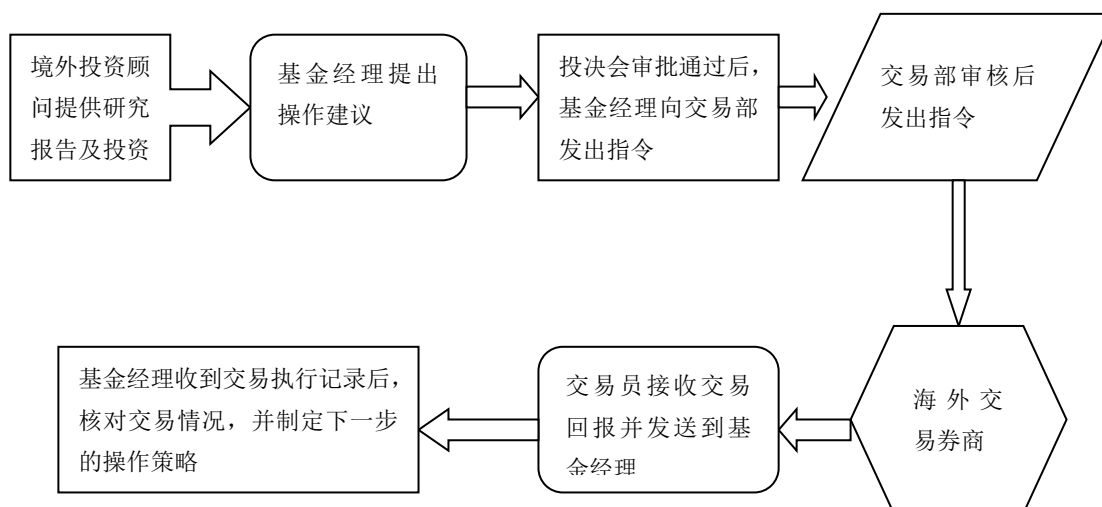 境外投资顾
问提供研究
报告及投资
基金经理提出
操作建议
投决会审批通过后，
基金经理向交易部
发出指令
交易部审核后
发出指令
海外交
易券商
交易员接收交易
回报并发送到基
金经理
基金经理收到交易执行记录后，
核对交易情况，并制定下一步
的操作策略